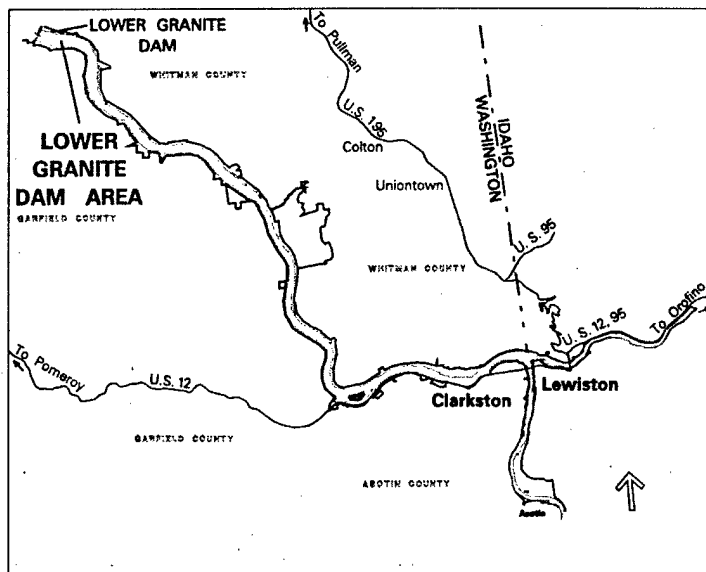 LOWER GRANITE
DAM
WHITMAN COUNTY
To Pullman
U.S. 195
Colton
Uniontown
IDAHO
WASHINGTON
LOWER
GRANITE
DAM AREA
GARFIELD COUNTY
U.S. 95
WHITMAN COUNTY
U.S. 12, 95
To Orofino
To Pomeroy
U.S. 12
Clarkston
Lewiston
GARFIELD COUNTY
ASOTIN COUNTY
Asotin